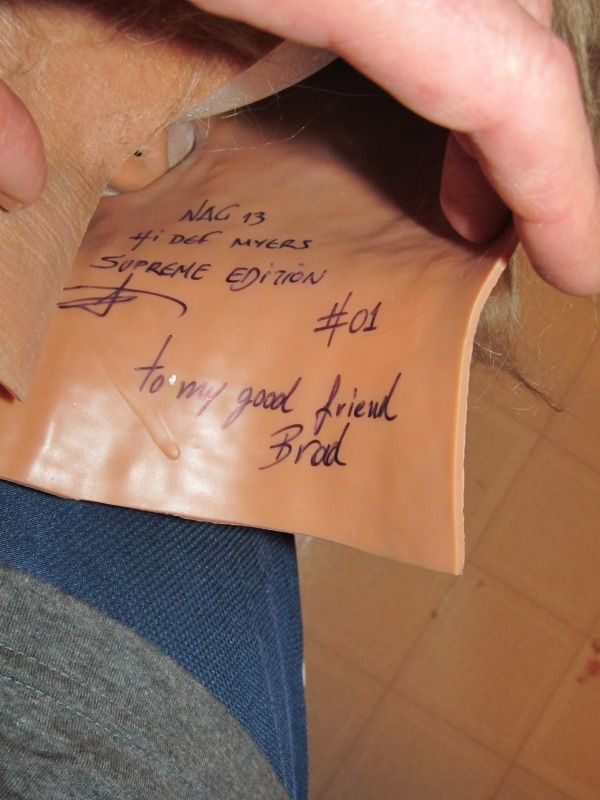 NAG 13
Hi DEF MYERS
SUPREME EDITION
#01
to my good friend
Brad